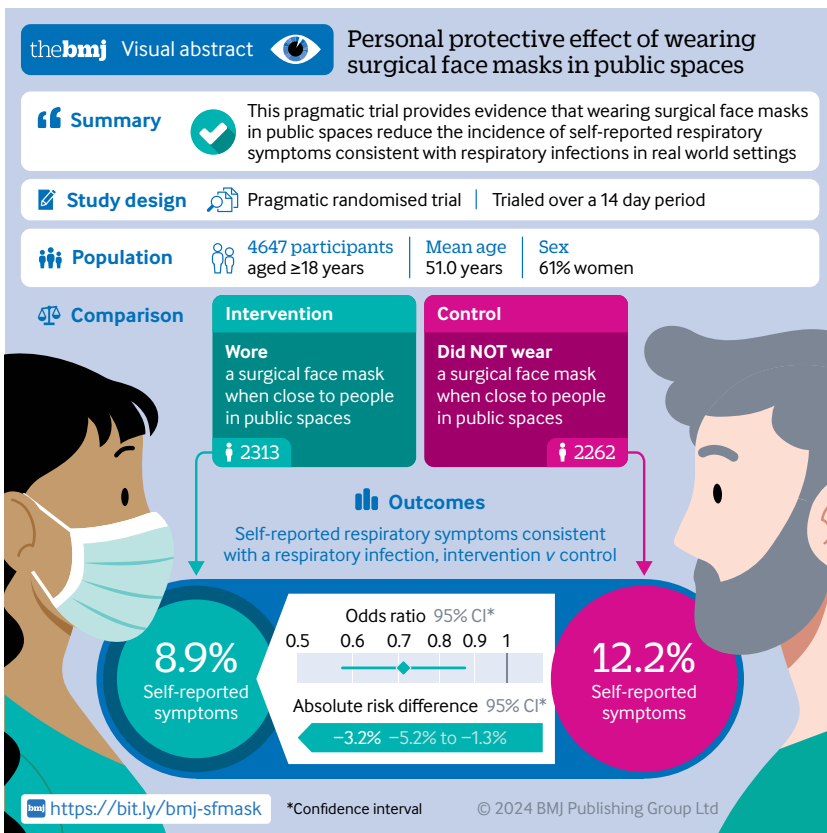 thebmj Visual abstract
Personal protective effect of wearing
surgical face masks in public spaces
Summary
This pragmatic trial provides evidence that wearing surgical face masks
in public spaces reduce the incidence of self-reported respiratory
symptoms consistent with respiratory infections in real world settings
Study design
Pragmatic randomised trial | Trialed over a 14 day period
Population
4647 participants
aged ≥18 years
Mean age
51.0 years
Sex
61% women
Comparison
Intervention
Wore
a surgical face mask
when close to people
in public spaces
2313
Control
Did NOT wear
a surgical face mask
when close to people
in public spaces
2262
Outcomes
Self-reported respiratory symptoms consistent
with a respiratory infection, intervention v control
8.9%
Self-reported
symptoms
Odds ratio 95% CI*
0.5 0.6 0.7 0.8 0.9 1
Absolute risk difference 95% CI*
−3.2% −5.2% to −1.3%
12.2%
Self-reported
symptoms
bmj https://bit.ly/bmj-sfmask
*Confidence interval
© 2024 BMJ Publishing Group Ltd